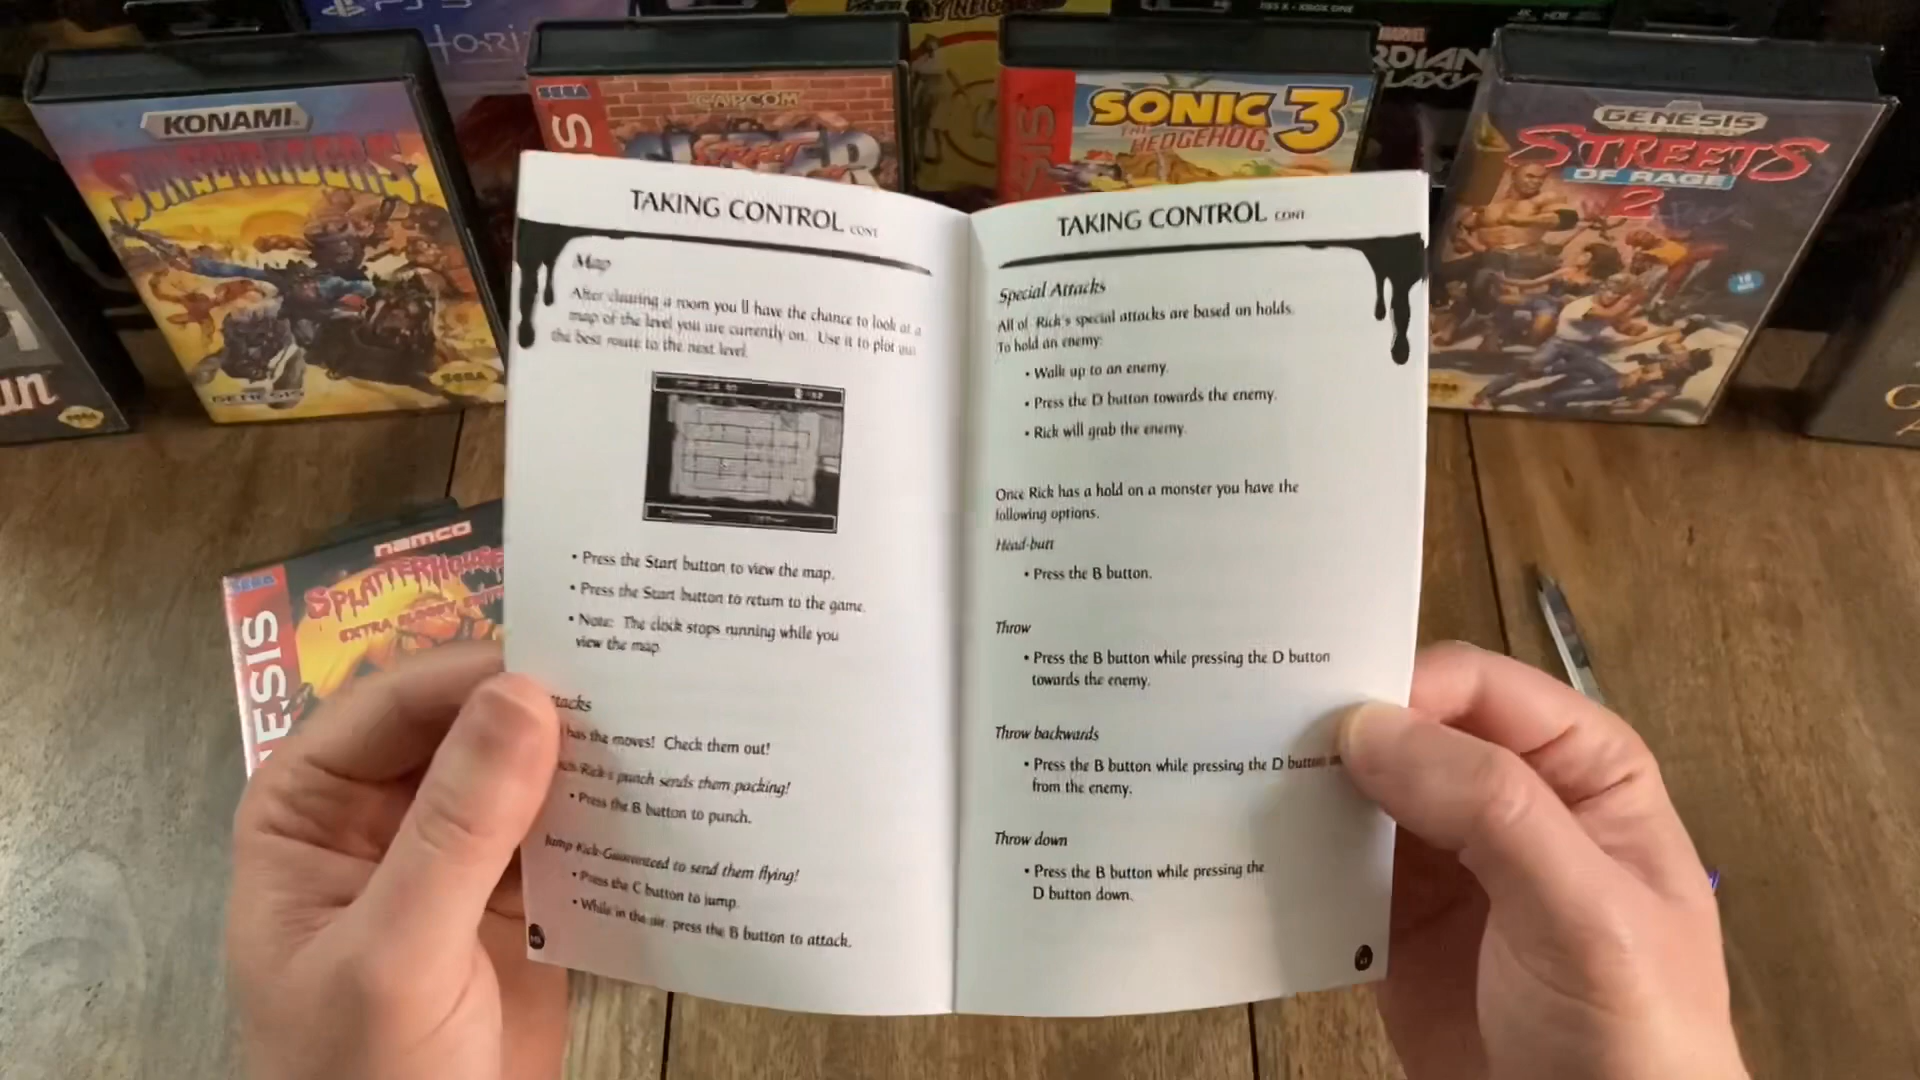 KONAMI
SUNSET RIDERS
GENESIS
SEGA
SEGA
CAPCOM
STREET
SONIC
THE
HEDGEHOG
3
GENESIS
STREETS
OF RAGE
2
namco
SEGA
SPLATTERHOUSE
EXTRA BLOODY
TAKING CONTROL CONT
Map
After clearing a room you ll have the chance to look at a
map of the level you are currently on. Use it to plot out
the best route to the next level.
• Press the Start button to view the map.
• Press the Start button to return to the game.
• Note: The clock stops running while you
view the map.
ttacks
has the moves! Check them out!
Rick's punch sends them packing!
• Press the B button to punch.
Jump Kick-Guaranteed to send them flying!
• Press the C button to jump.
• While in the air, press the B button to attack.
TAKING CONTROL CONT
Special Attacks
All of Rick's special attacks are based on holds.
To hold an enemy:
• Walk up to an enemy.
• Press the D button towards the enemy.
• Rick will grab the enemy.
Once Rick has a hold on a monster you have the
following options.
Head-butt
• Press the B button.
Throw
• Press the B button while pressing the D button
towards the enemy.
Throw backwards
• Press the B button while pressing the D button
from the enemy.
Throw down
• Press the B button while pressing the
D button down.